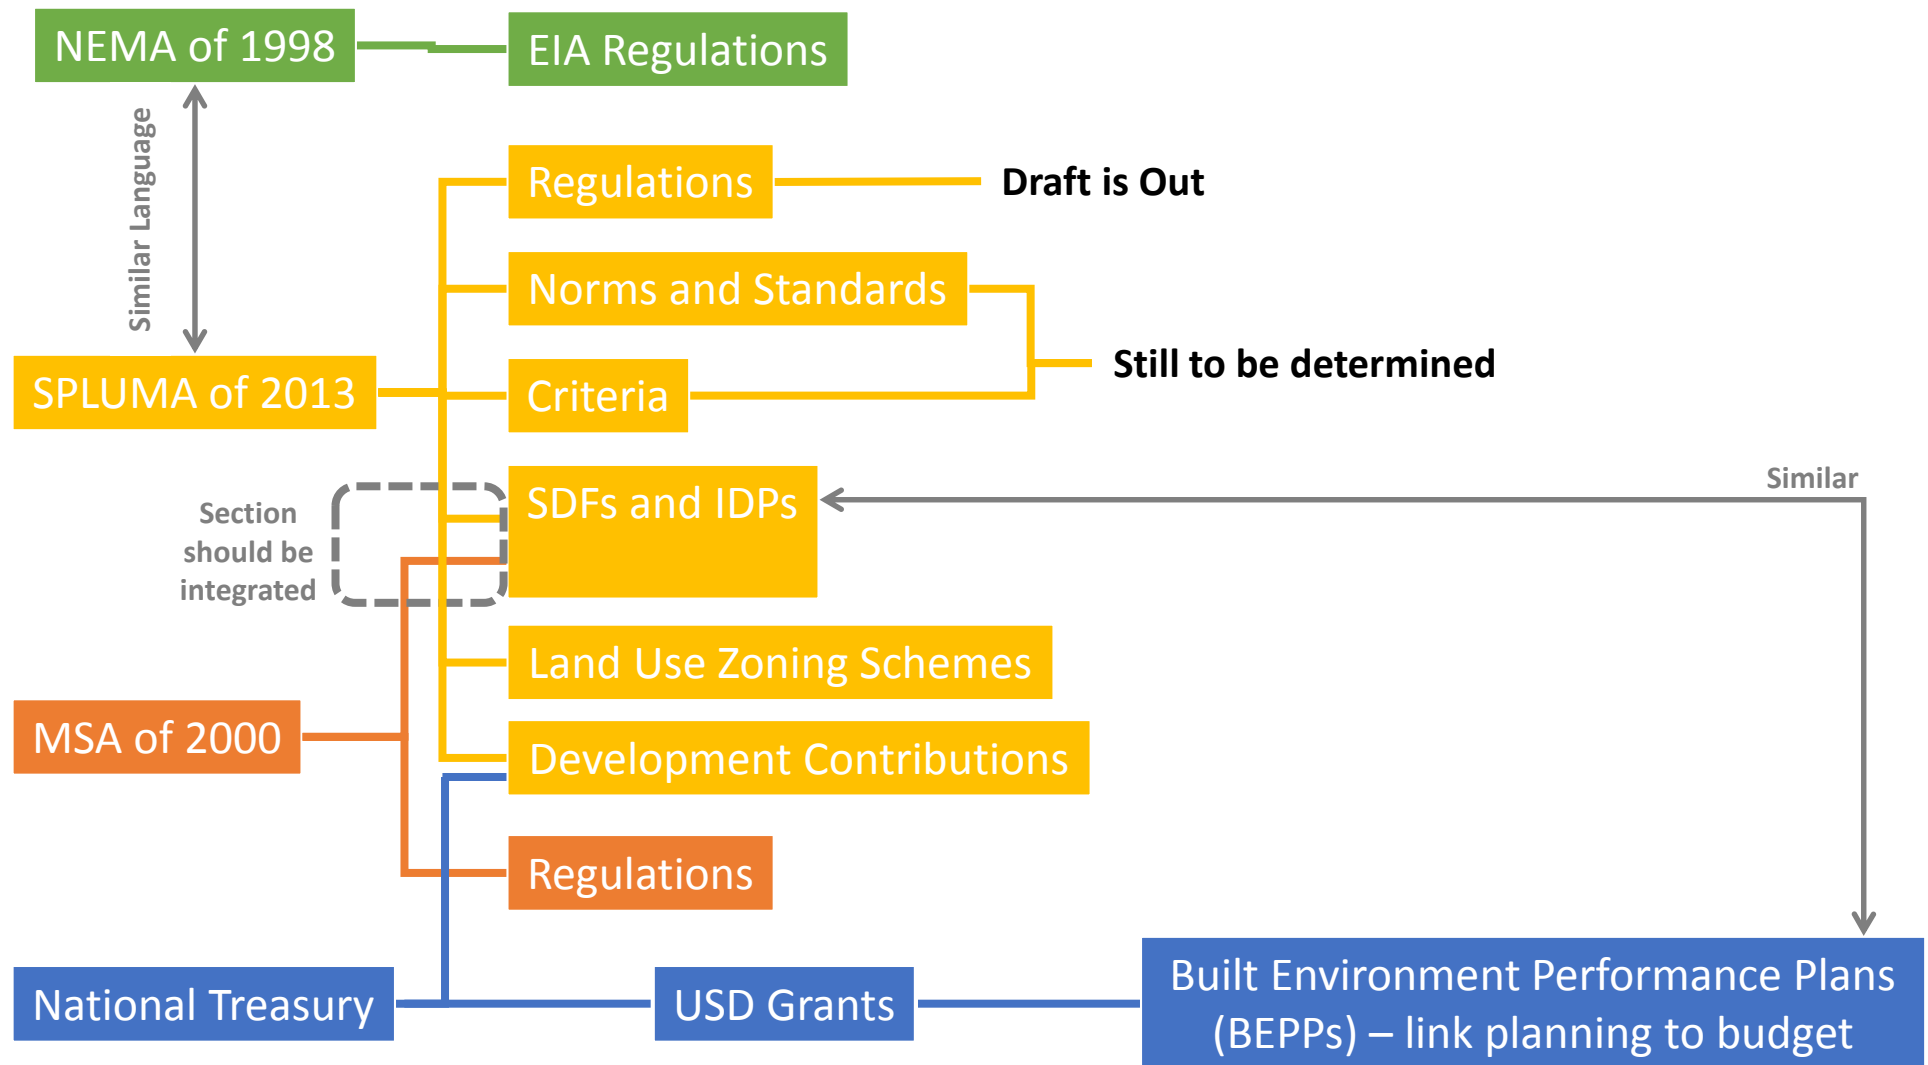 NEMA of 1998
EIA Regulations
Similar Language
Regulations
Draft is Out
Norms and Standards
Still to be determined
SPLUMA of 2013
Criteria
Similar
SDFs and IDPs
Section
should be
integrated
Land Use Zoning Schemes
MSA of 2000
Development Contributions
Regulations
National Treasury
USD Grants
Built Environment Performance Plans
(BEPPs) – link planning to budget